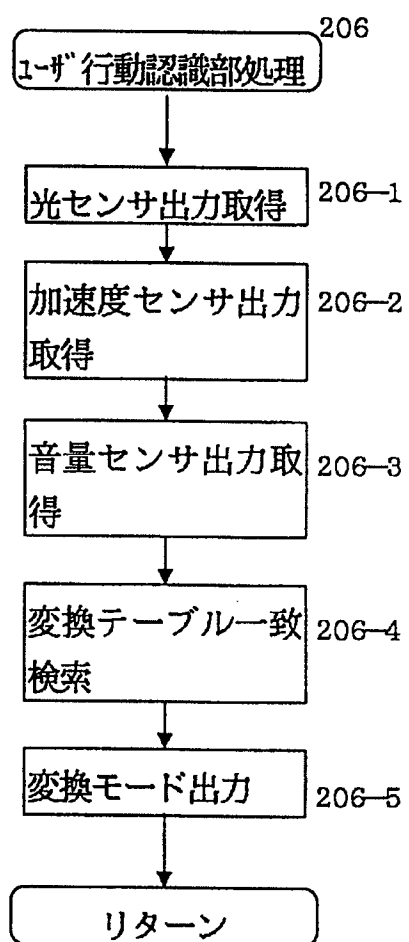 206
ユーザ行動認識部処理
光センサ出力取得
206-1
加速度センサ出力
取得
206-2
音量センサ出力取
得
206-3
変換テーブル一致
検索
206-4
変換モード出力
206-5
リターン